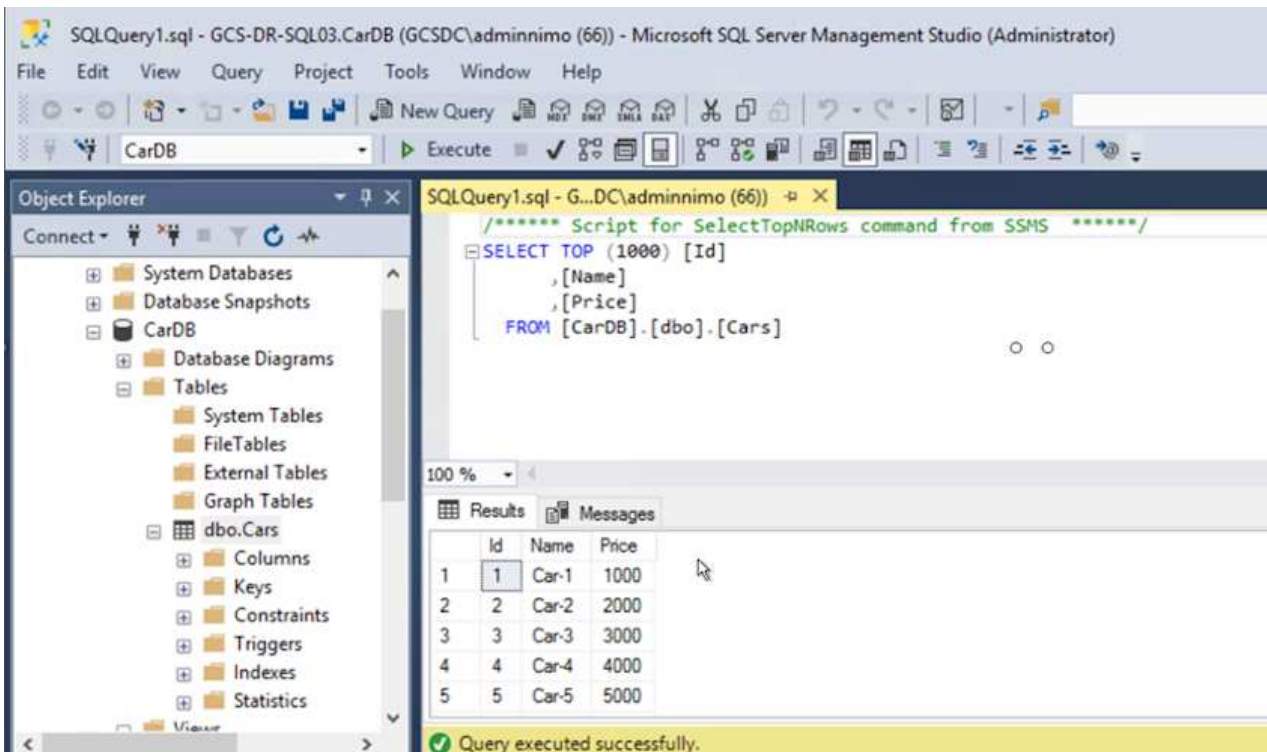 SQLQuery1.sql - GCS-DR-SQL03.CarDB (GCSDC\adminnimo (66)) - Microsoft SQL Server Management Studio (Administrator)
File Edit View Query Project Tools Window Help
New Query MDX DMX XMLA DAX
CarDB Execute
Object Explorer
Connect
System Databases
Database Snapshots
CarDB
Database Diagrams
Tables
System Tables
FileTables
External Tables
Graph Tables
dbo.Cars
Columns
Keys
Constraints
Triggers
Indexes
Statistics
Views
SQLQuery1.sql - G...DC\adminnimo (66))
/****** Script for SelectTopNRows command from SSMS ******/
SELECT TOP (1000) [Id]
,[Name]
,[Price]
FROM [CarDB].[dbo].[Cars]
100 %
Results Messages
Id Name Price
1 1 Car-1 1000
2 2 Car-2 2000
3 3 Car-3 3000
4 4 Car-4 4000
5 5 Car-5 5000
Query executed successfully.